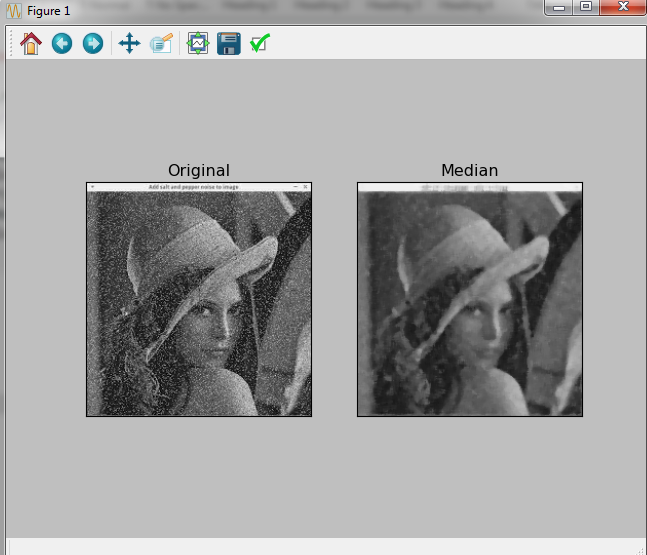 Figure 1
Original
Median
Add salt and pepper noise to image